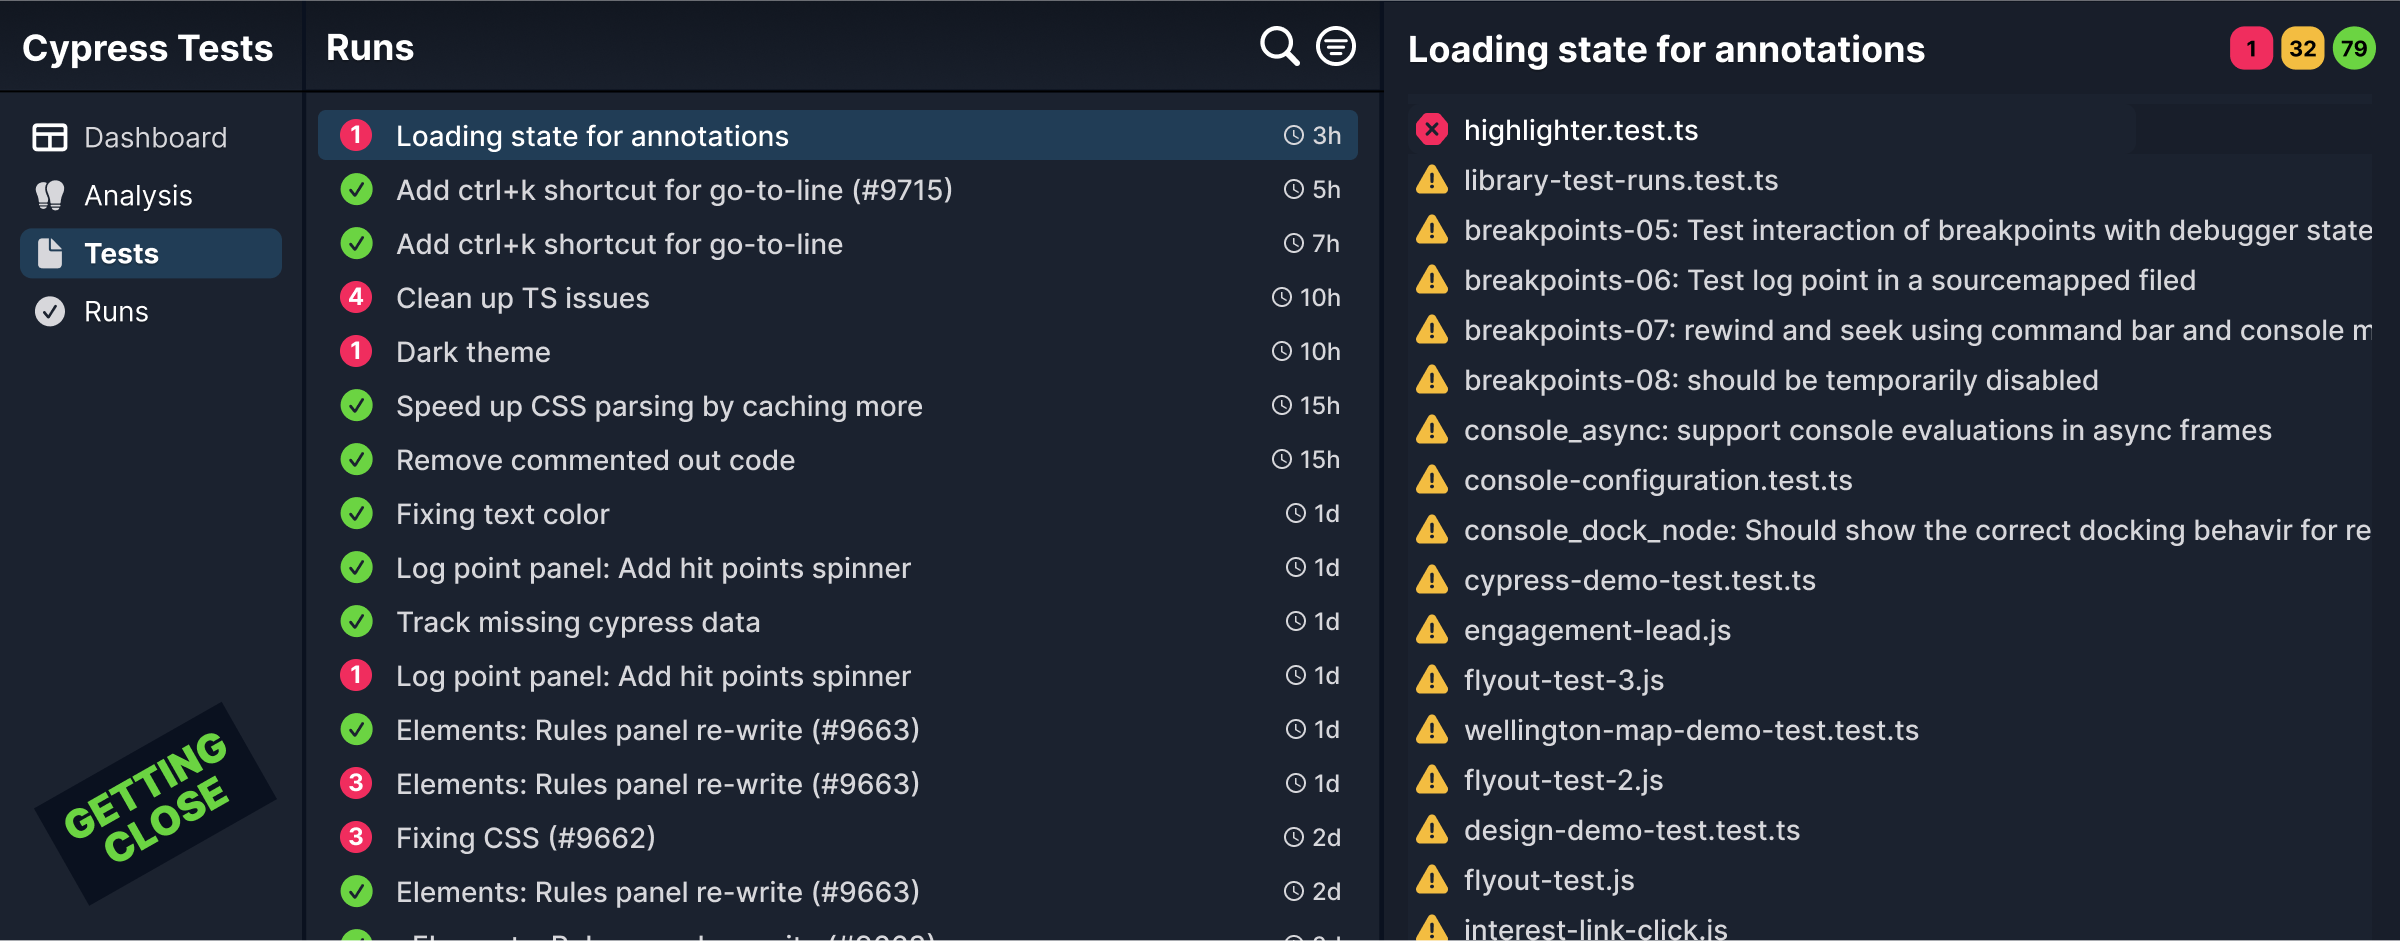 Cypress Tests
Dashboard
Analysis
Tests
Runs
GETTING
CLOSE
Runs
1 Loading state for annotations 3h
Add ctrl+k shortcut for go-to-line (#9715) 5h
Add ctrl+k shortcut for go-to-line 7h
4 Clean up TS issues 10h
1 Dark theme 10h
Speed up CSS parsing by caching more 15h
Remove commented out code 15h
Fixing text color 1d
Log point panel: Add hit points spinner 1d
Track missing cypress data 1d
1 Log point panel: Add hit points spinner 1d
Elements: Rules panel re-write (#9663) 1d
3 Elements: Rules panel re-write (#9663) 1d
3 Fixing CSS (#9662) 2d
Elements: Rules panel re-write (#9663) 2d
Loading state for annotations 1 32 79
highlighter.test.ts
library-test-runs.test.ts
breakpoints-05: Test interaction of breakpoints with debugger state
breakpoints-06: Test log point in a sourcemapped filed
breakpoints-07: rewind and seek using command bar and console m
breakpoints-08: should be temporarily disabled
console_async: support console evaluations in async frames
console-configuration.test.ts
console_dock_node: Should show the correct docking behavir for re
cypress-demo-test.test.ts
engagement-lead.js
flyout-test-3.js
wellington-map-demo-test.test.ts
flyout-test-2.js
design-demo-test.test.ts
flyout-test.js
interest-link-click.js